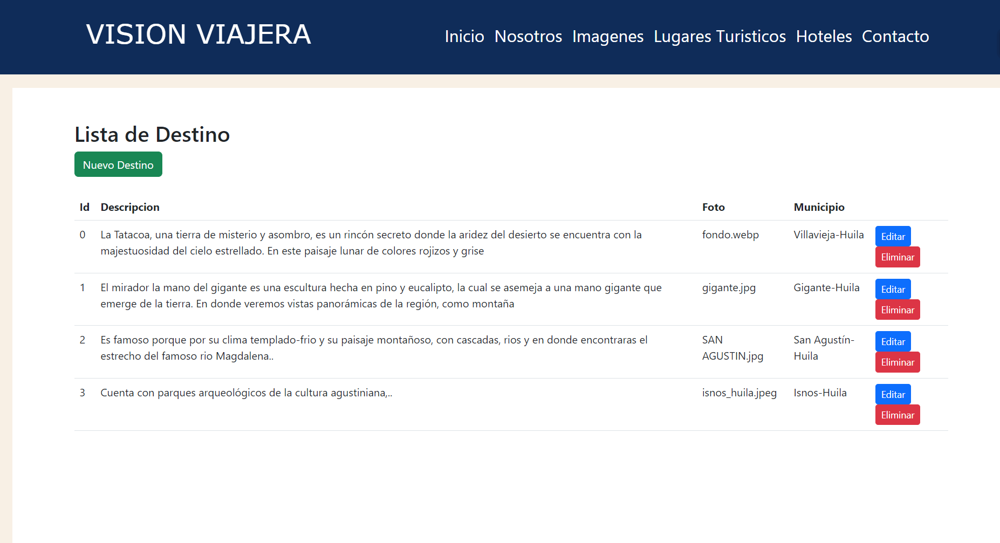 VISION VIAJERA
Inicio Nosotros Imagenes Lugares Turisticos Hoteles Contacto
Lista de Destino
Nuevo Destino
Id Descripcion Foto Municipio
0 La Tatacoa, una tierra de misterio y asombro, es un rincón secreto donde la aridez del desierto se encuentra con la fondo.webp Villavieja-Huila Editar
majestuosidad del cielo estrellado. En este paisaje lunar de colores rojizos y grise Eliminar
1 El mirador la mano del gigante es una escultura hecha en pino y eucalipto, la cual se asemeja a una mano gigante que gigante.jpg Gigante-Huila Editar
emerge de la tierra. En donde veremos vistas panorámicas de la región, como montaña Eliminar
2 Es famoso porque por su clima templado-frio y su paisaje montañoso, con cascadas, rios y en donde encontraras el SAN San Agustín- Editar
estrecho del famoso rio Magdalena.. AGUSTIN.jpg Huila Eliminar
3 Cuenta con parques arqueológicos de la cultura agustiniana,.. isnos_huila.jpeg Isnos-Huila Editar
Eliminar